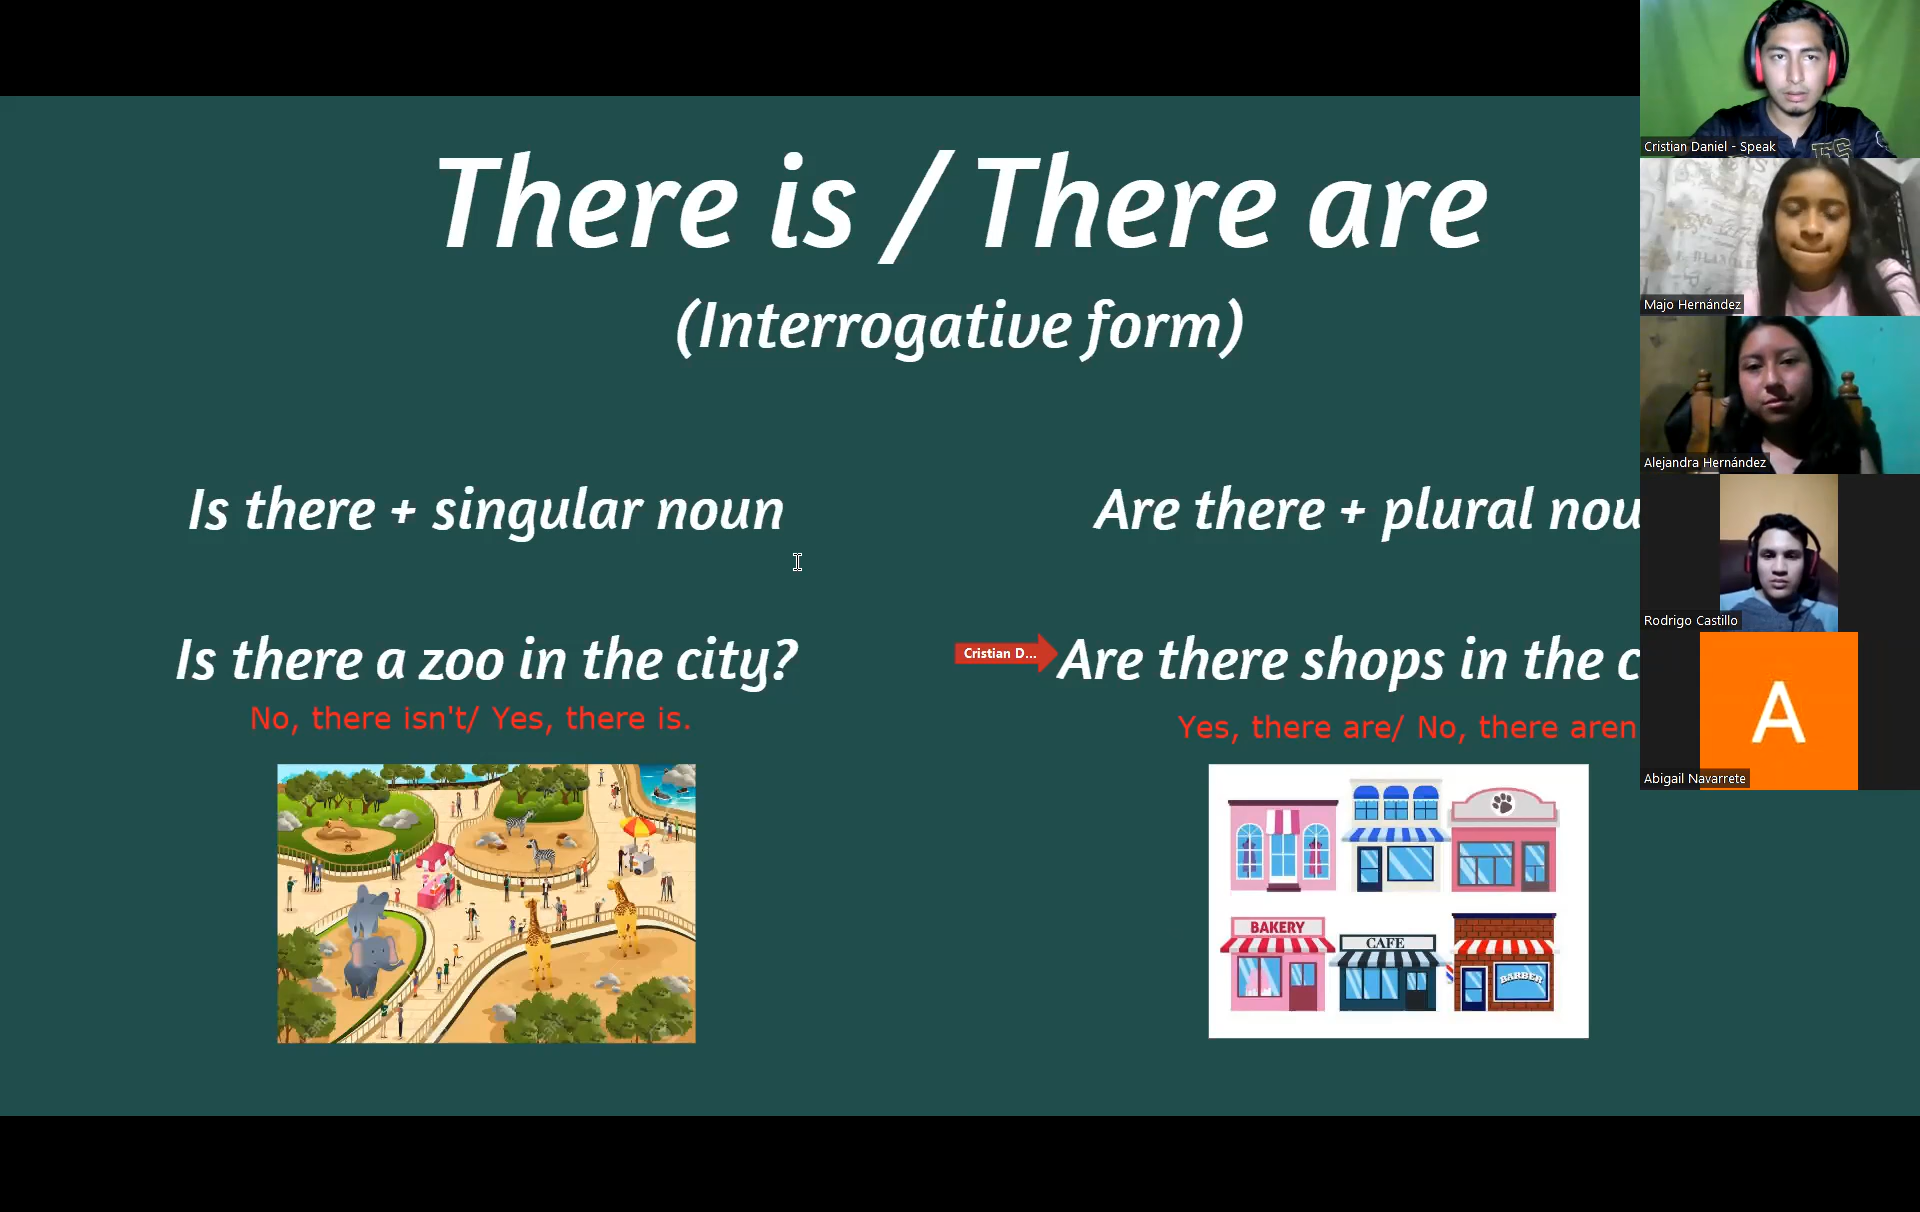 There is / There are
(Interrogative form)
Is there + singular noun
Are there + plural nou
Is there a zoo in the city?
Cristian D...
Are there shops in the c
No, there isn't/ Yes, there is.
Yes, there are/ No, there aren
BAKERY
CAFE
BARBER
Cristian Daniel - Speak
Majo Hernández
Alejandra Hernández
Rodrigo Castillo
A
Abigail Navarrete